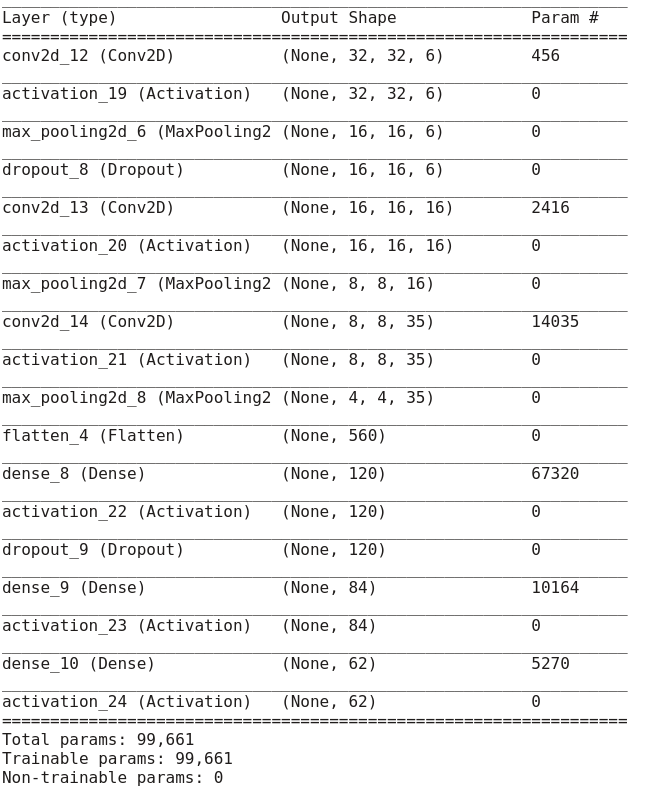 Layer (type) Output Shape Param #
conv2d_12 (Conv2D) (None, 32, 32, 6) 456
activation_19 (Activation) (None, 32, 32, 6) 0
max_pooling2d_6 (MaxPooling2 (None, 16, 16, 6) 0
dropout_8 (Dropout) (None, 16, 16, 6) 0
conv2d_13 (Conv2D) (None, 16, 16, 16) 2416
activation_20 (Activation) (None, 16, 16, 16) 0
max_pooling2d_7 (MaxPooling2 (None, 8, 8, 16) 0
conv2d_14 (Conv2D) (None, 8, 8, 35) 14035
activation_21 (Activation) (None, 8, 8, 35) 0
max_pooling2d_8 (MaxPooling2 (None, 4, 4, 35) 0
flatten_4 (Flatten) (None, 560) 0
dense_8 (Dense) (None, 120) 67320
activation_22 (Activation) (None, 120) 0
dropout_9 (Dropout) (None, 120) 0
dense_9 (Dense) (None, 84) 10164
activation_23 (Activation) (None, 84) 0
dense_10 (Dense) (None, 62) 5270
activation_24 (Activation) (None, 62) 0
Total params: 99,661
Trainable params: 99,661
Non-trainable params: 0